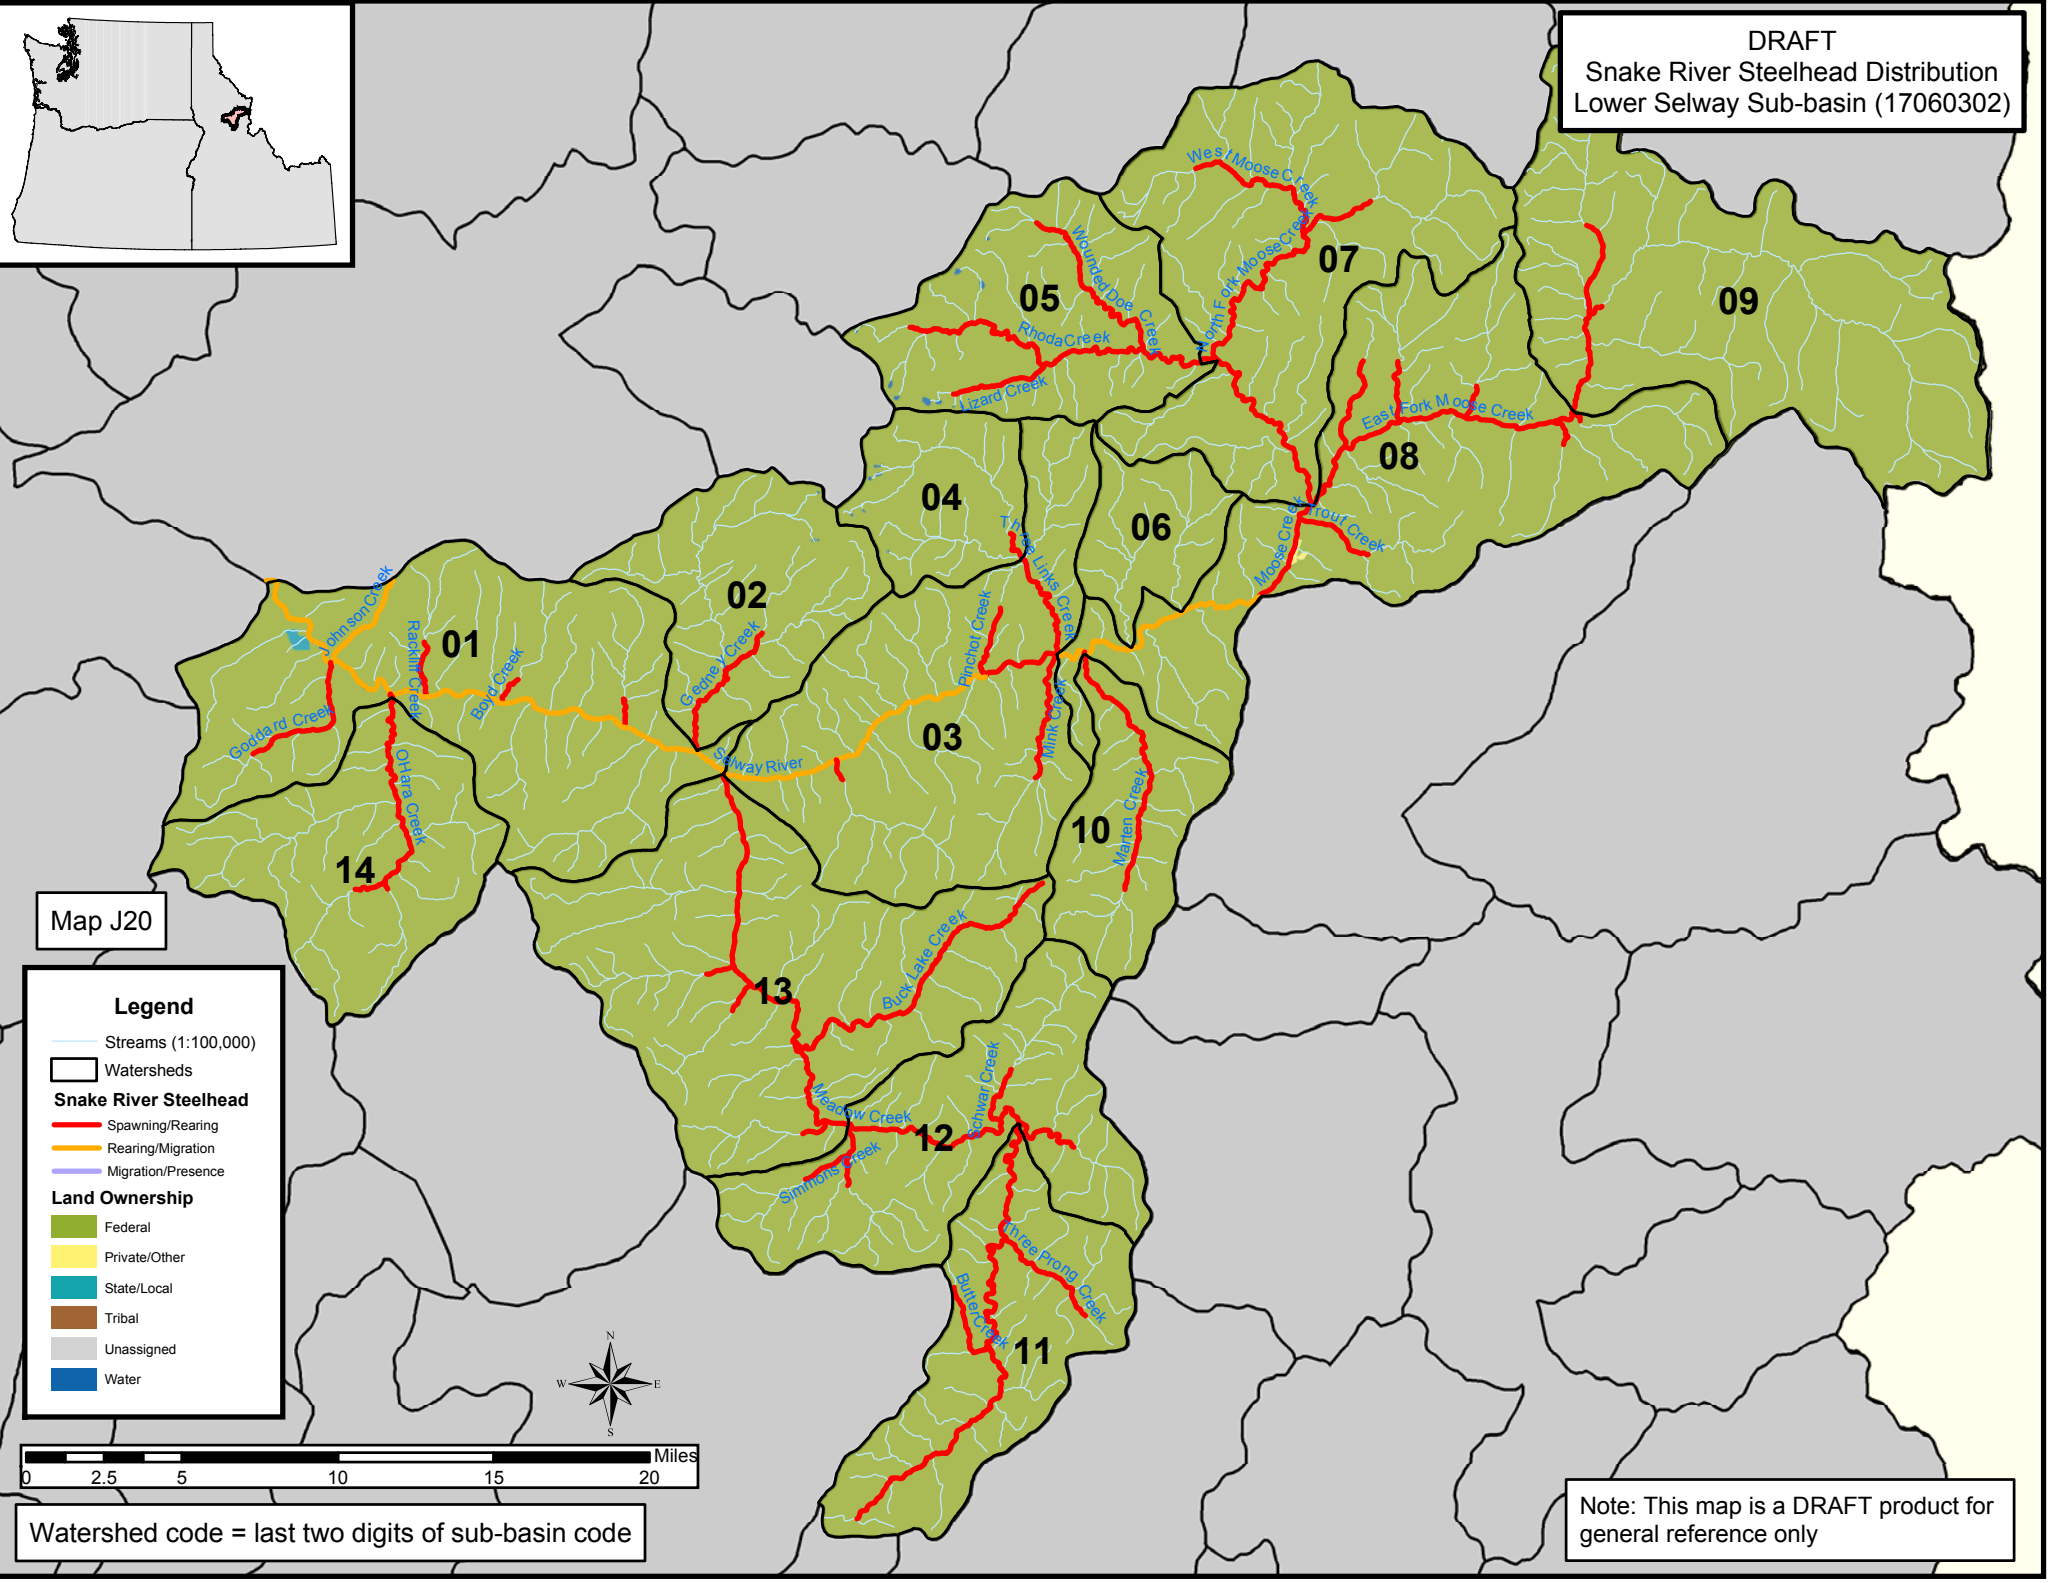 DRAFT
Snake River Steelhead Distribution
Lower Selway Sub-basin (17060302)
West Moose Creek
North Fork Moose Creek
07
09
Wounded Doe Creek
05
Rhoda Creek
Lizard Creek
East Fork Moose Creek
08
04
06
Three Links Creek
Moose Creek
Trout Creek
02
Johnson Creek
01
Racklin Creek
Boyd Creek
Gedney Creek
Pinchot Creek
Goddard Creek
Selway River
03
Mink Creek
OHara Creek
10
Marten Creek
14
Map J20
Buck Lake Creek
13
Meadow Creek
12
Schwar Creek
Simmons Creek
Three Prong Creek
Butter Creek
11
Legend
Streams (1:100,000)
Watersheds
Snake River Steelhead
Spawning/Rearing
Rearing/Migration
Migration/Presence
Land Ownership
Federal
Private/Other
State/Local
Tribal
Unassigned
Water
N
W
E
S
Miles
0 2.5 5 10 15 20
Watershed code = last two digits of sub-basin code
Note: This map is a DRAFT product for
general reference only